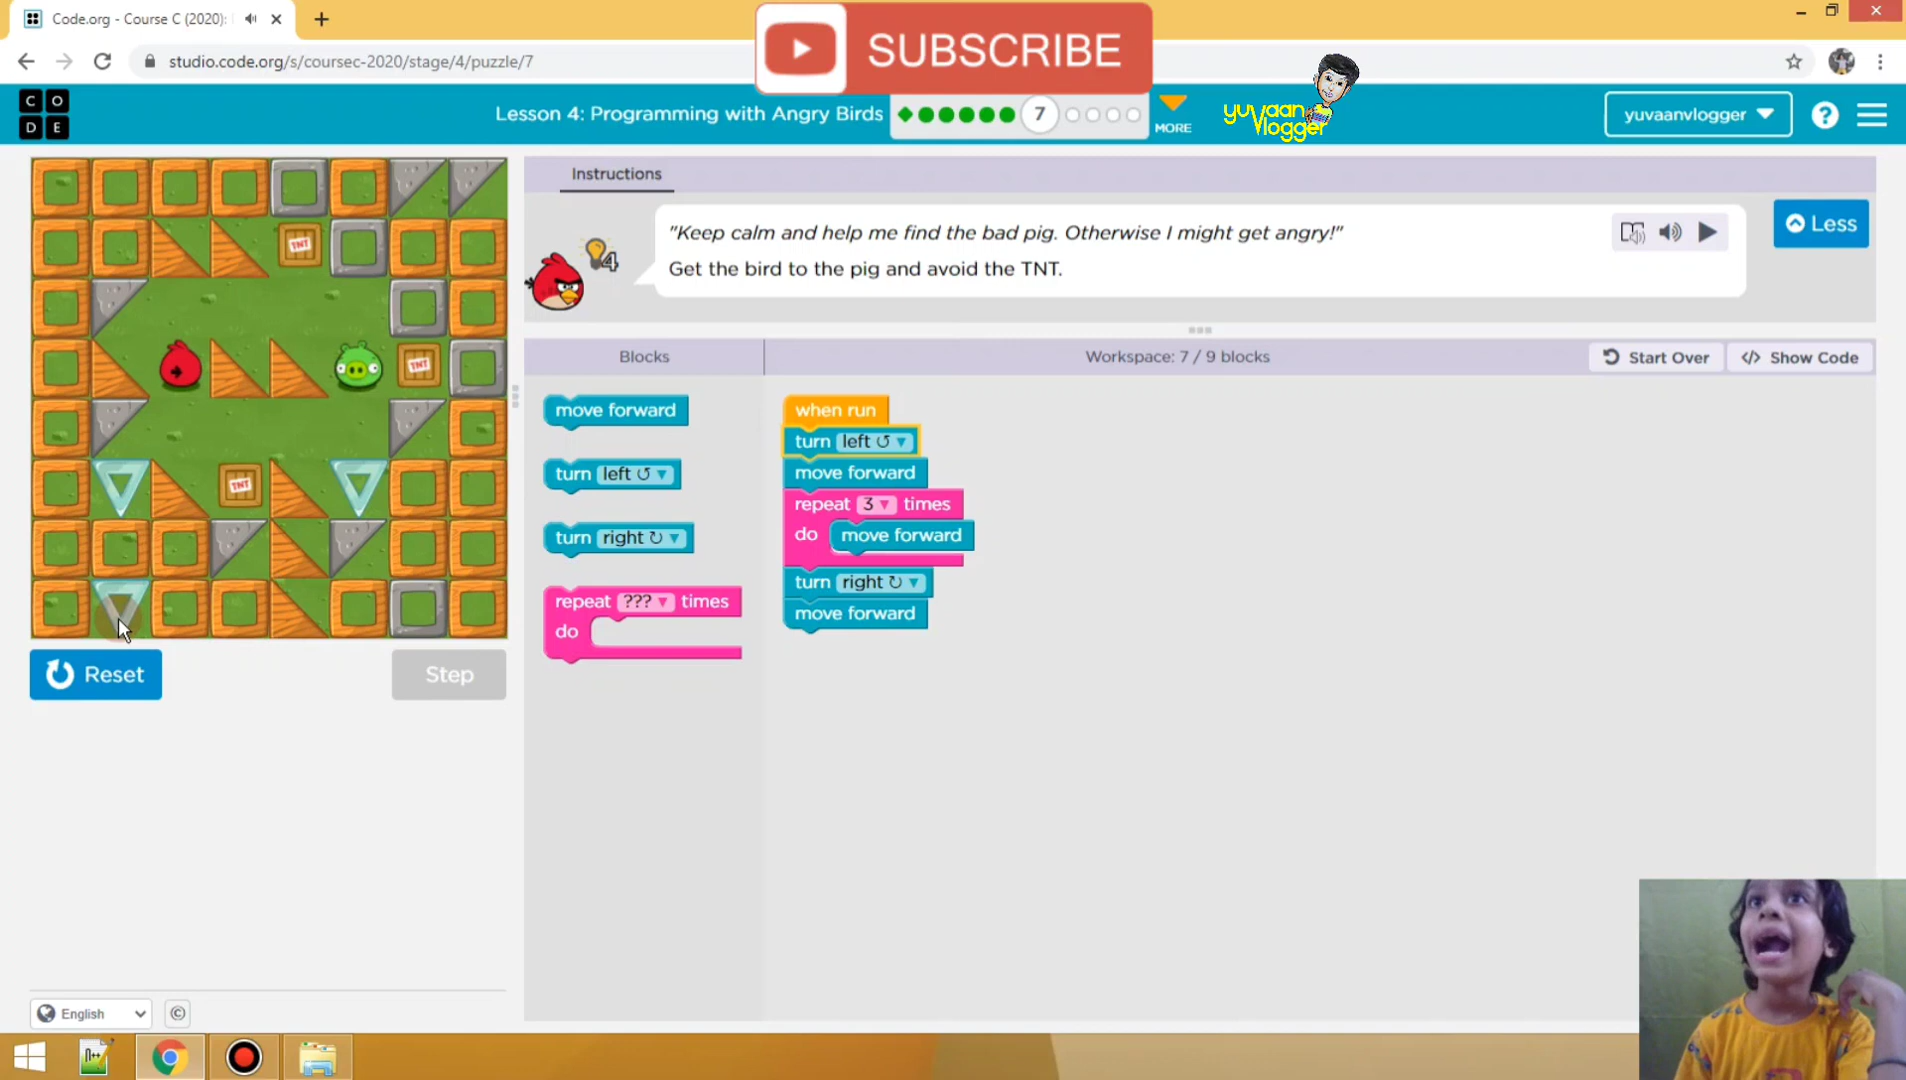 Code.org - Course C (2020):
SUBSCRIBE
studio.code.org/s/coursec-2020/stage/4/puzzle/7
C O
D E
Lesson 4: Programming with Angry Birds
7
MORE
yuvaan
Vlogger
yuvaanvlogger
?
Instructions
"Keep calm and help me find the bad pig. Otherwise I might get angry!"
Get the bird to the pig and avoid the TNT.
4
Less
TNT
TNT
TNT
Blocks
Workspace: 7 / 9 blocks
Start Over
</> Show Code
move forward
turn left
turn right
repeat ??? times
do
when run
turn left
move forward
repeat 3 times
do move forward
turn right
move forward
Reset
Step
English
©